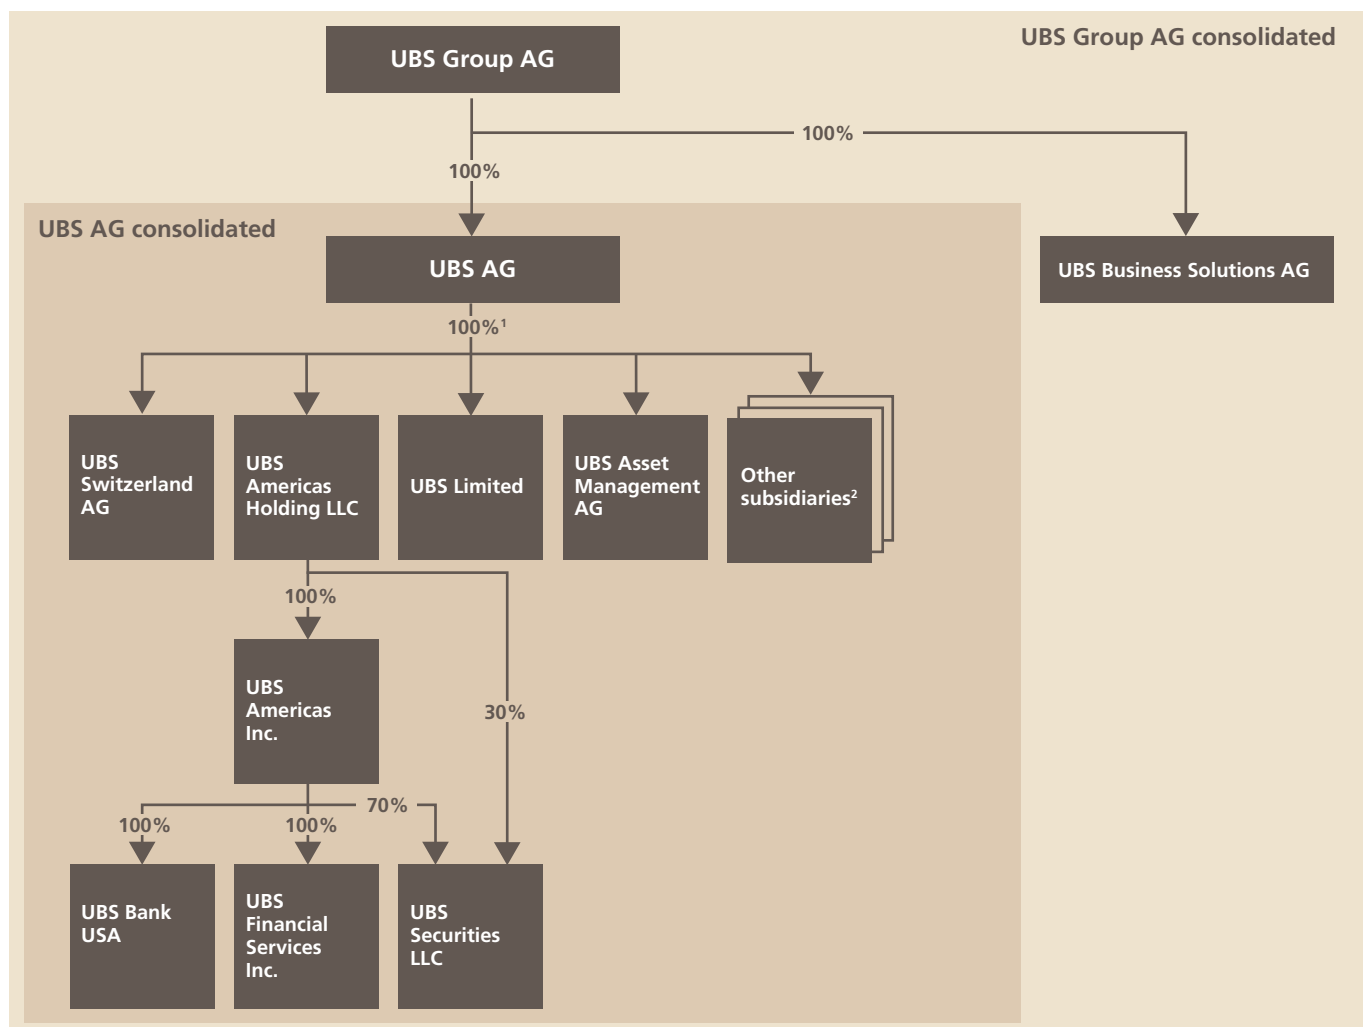 UBS Group AG consolidated
UBS Group AG
100%
100%
UBS AG consolidated
UBS AG
UBS Business Solutions AG
100%¹
UBS
Switzerland
AG
UBS
Americas
Holding LLC
UBS Limited
UBS Asset
Management
AG
Other
subsidiaries²
100%
UBS
Americas
Inc.
30%
70%
100%
100%
UBS Bank
USA
UBS
Financial
Services
Inc.
UBS
Securities
LLC